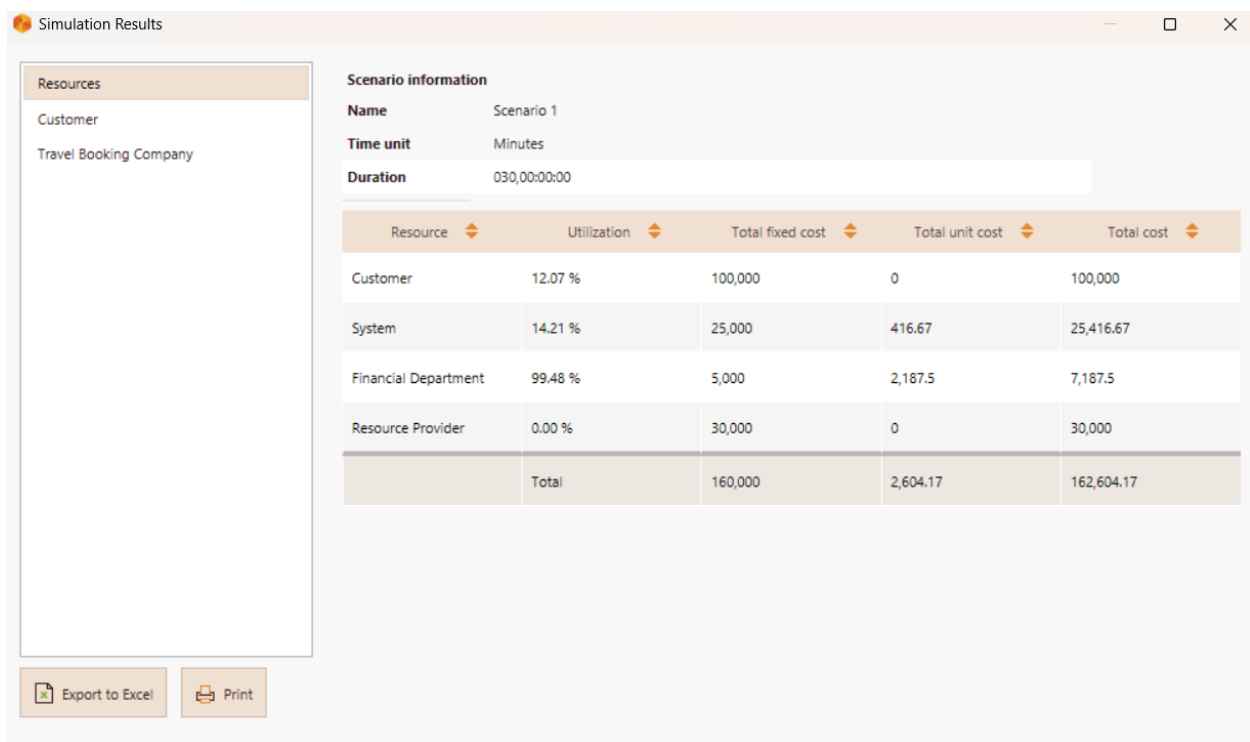 Simulation Results
Resources
Customer
Travel Booking Company
Scenario information
Name Scenario 1
Time unit Minutes
Duration 030,00:00:00
Resource Utilization Total fixed cost Total unit cost Total cost
Customer 12.07 % 100,000 0 100,000
System 14.21 % 25,000 416.67 25,416.67
Financial Department 99.48 % 5,000 2,187.5 7,187.5
Resource Provider 0.00 % 30,000 0 30,000
Total 160,000 2,604.17 162,604.17
Export to Excel Print